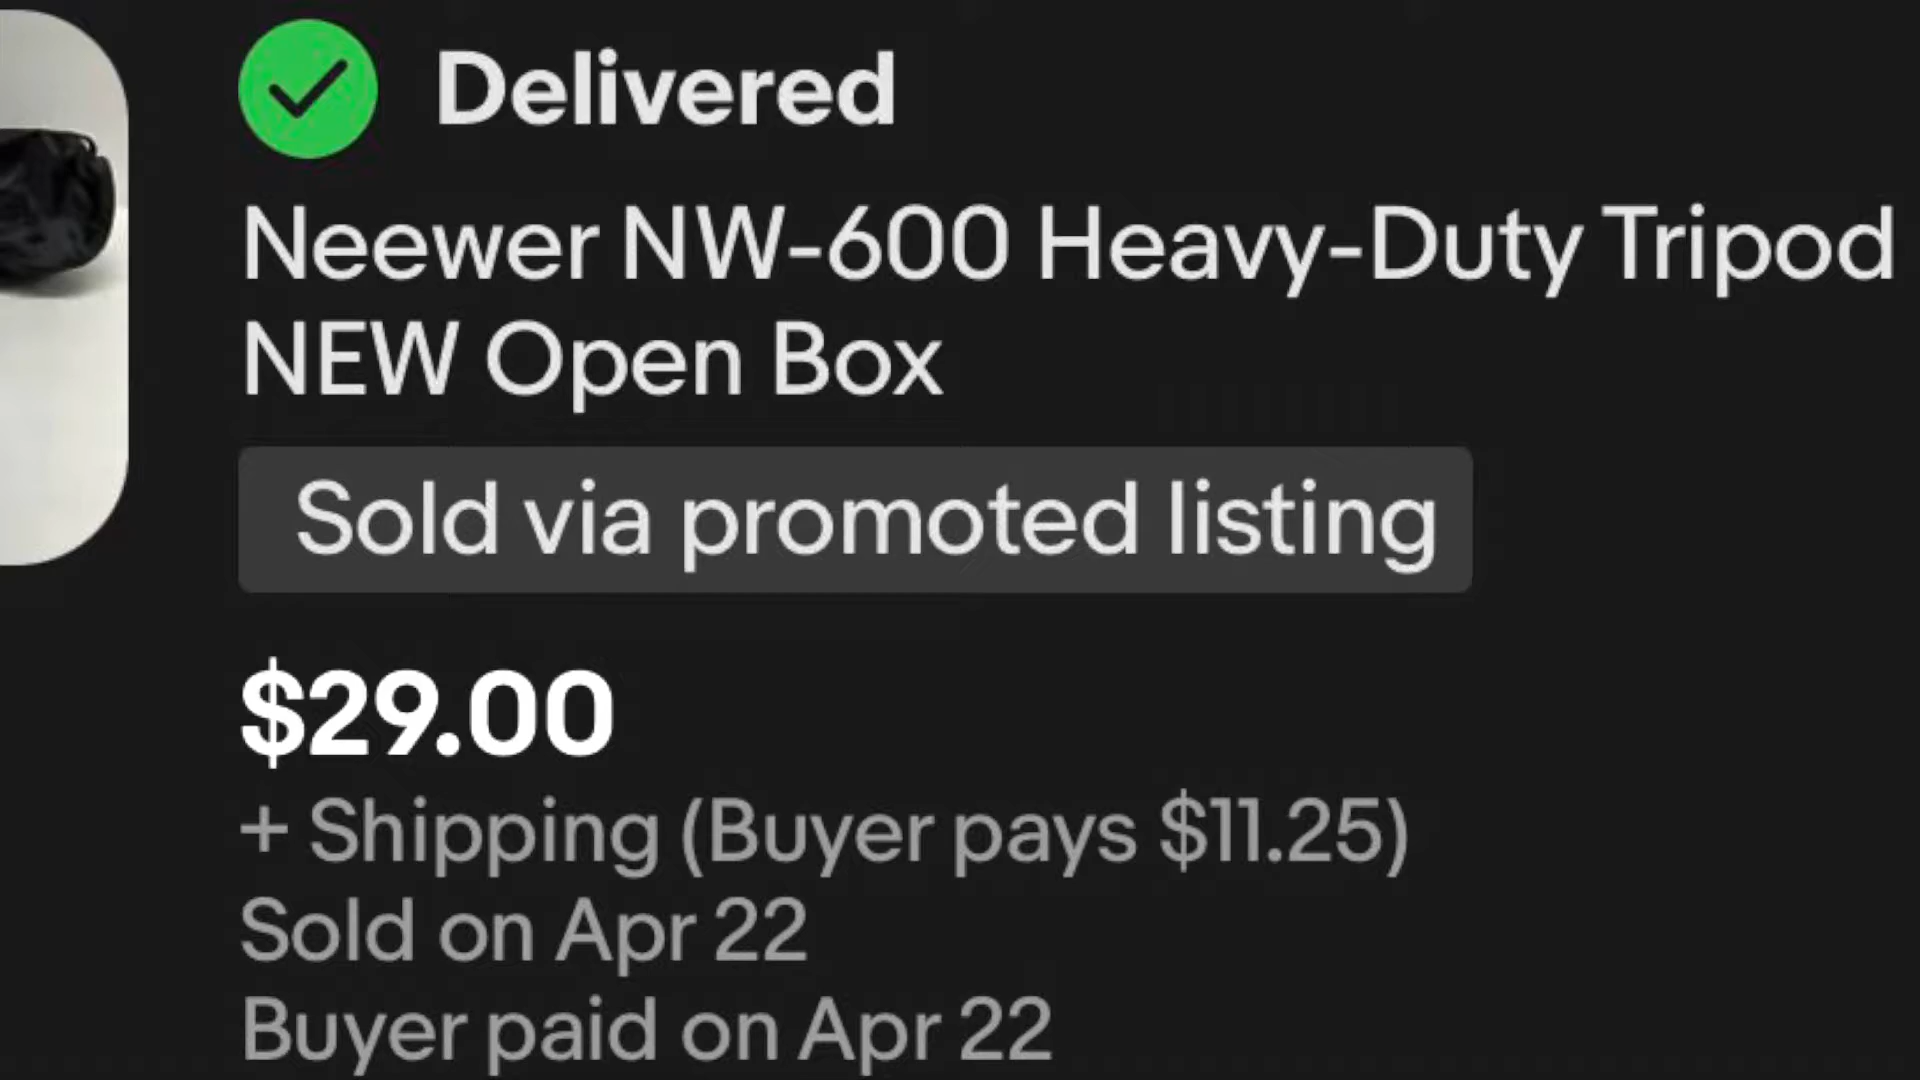 Delivered
Neewer NW-600 Heavy-Duty Tripod
NEW Open Box
Sold via promoted listing
$29.00
+ Shipping (Buyer pays $11.25)
Sold on Apr 22
Buyer paid on Apr 22